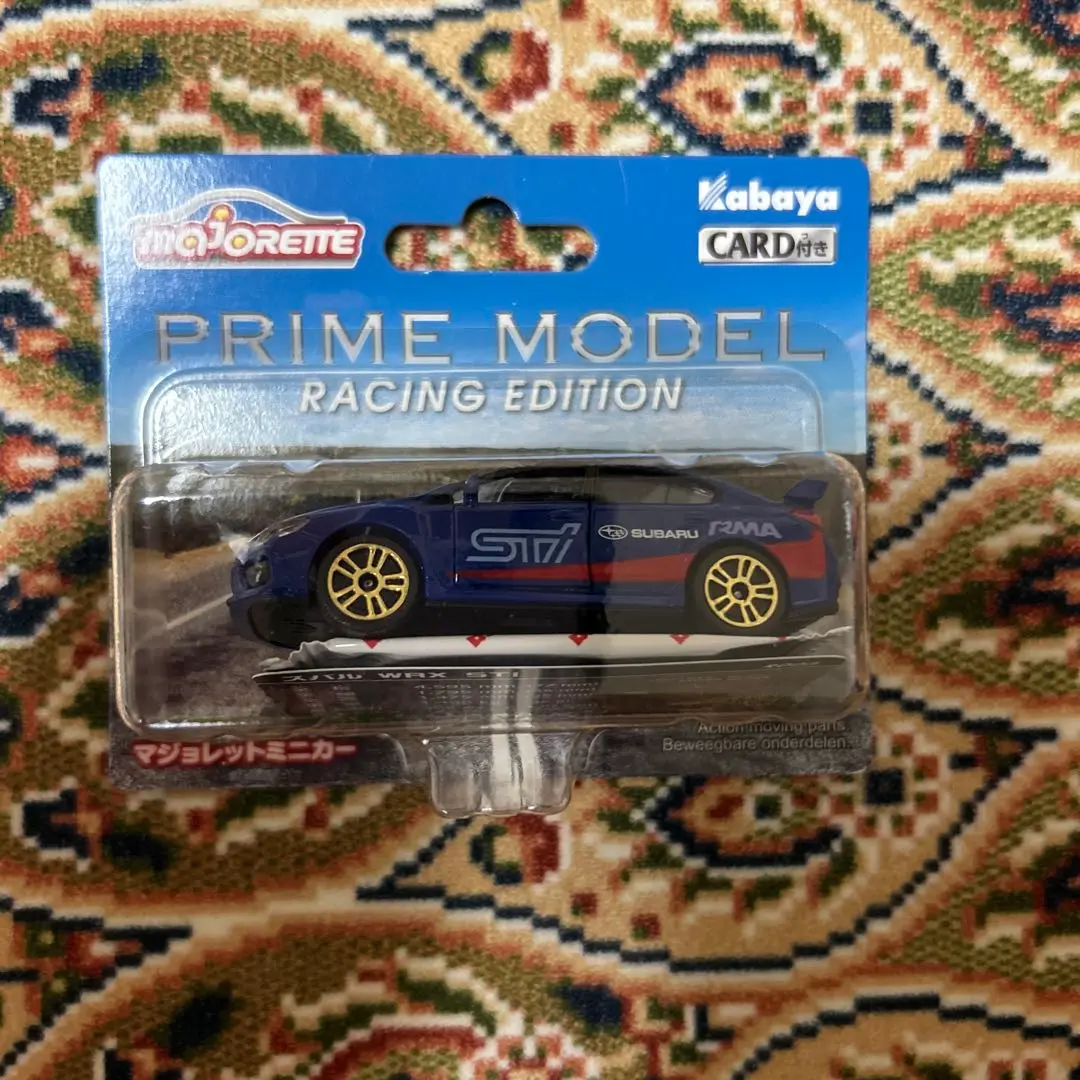 MAJORETTE
Kabaya
CARD付き
PRIME MODEL
RACING EDITION
STI
SUBARU
RMA
スバル WRX STI
マジョレットミニカー
Action moving parts
Beweegbare onderdelen.